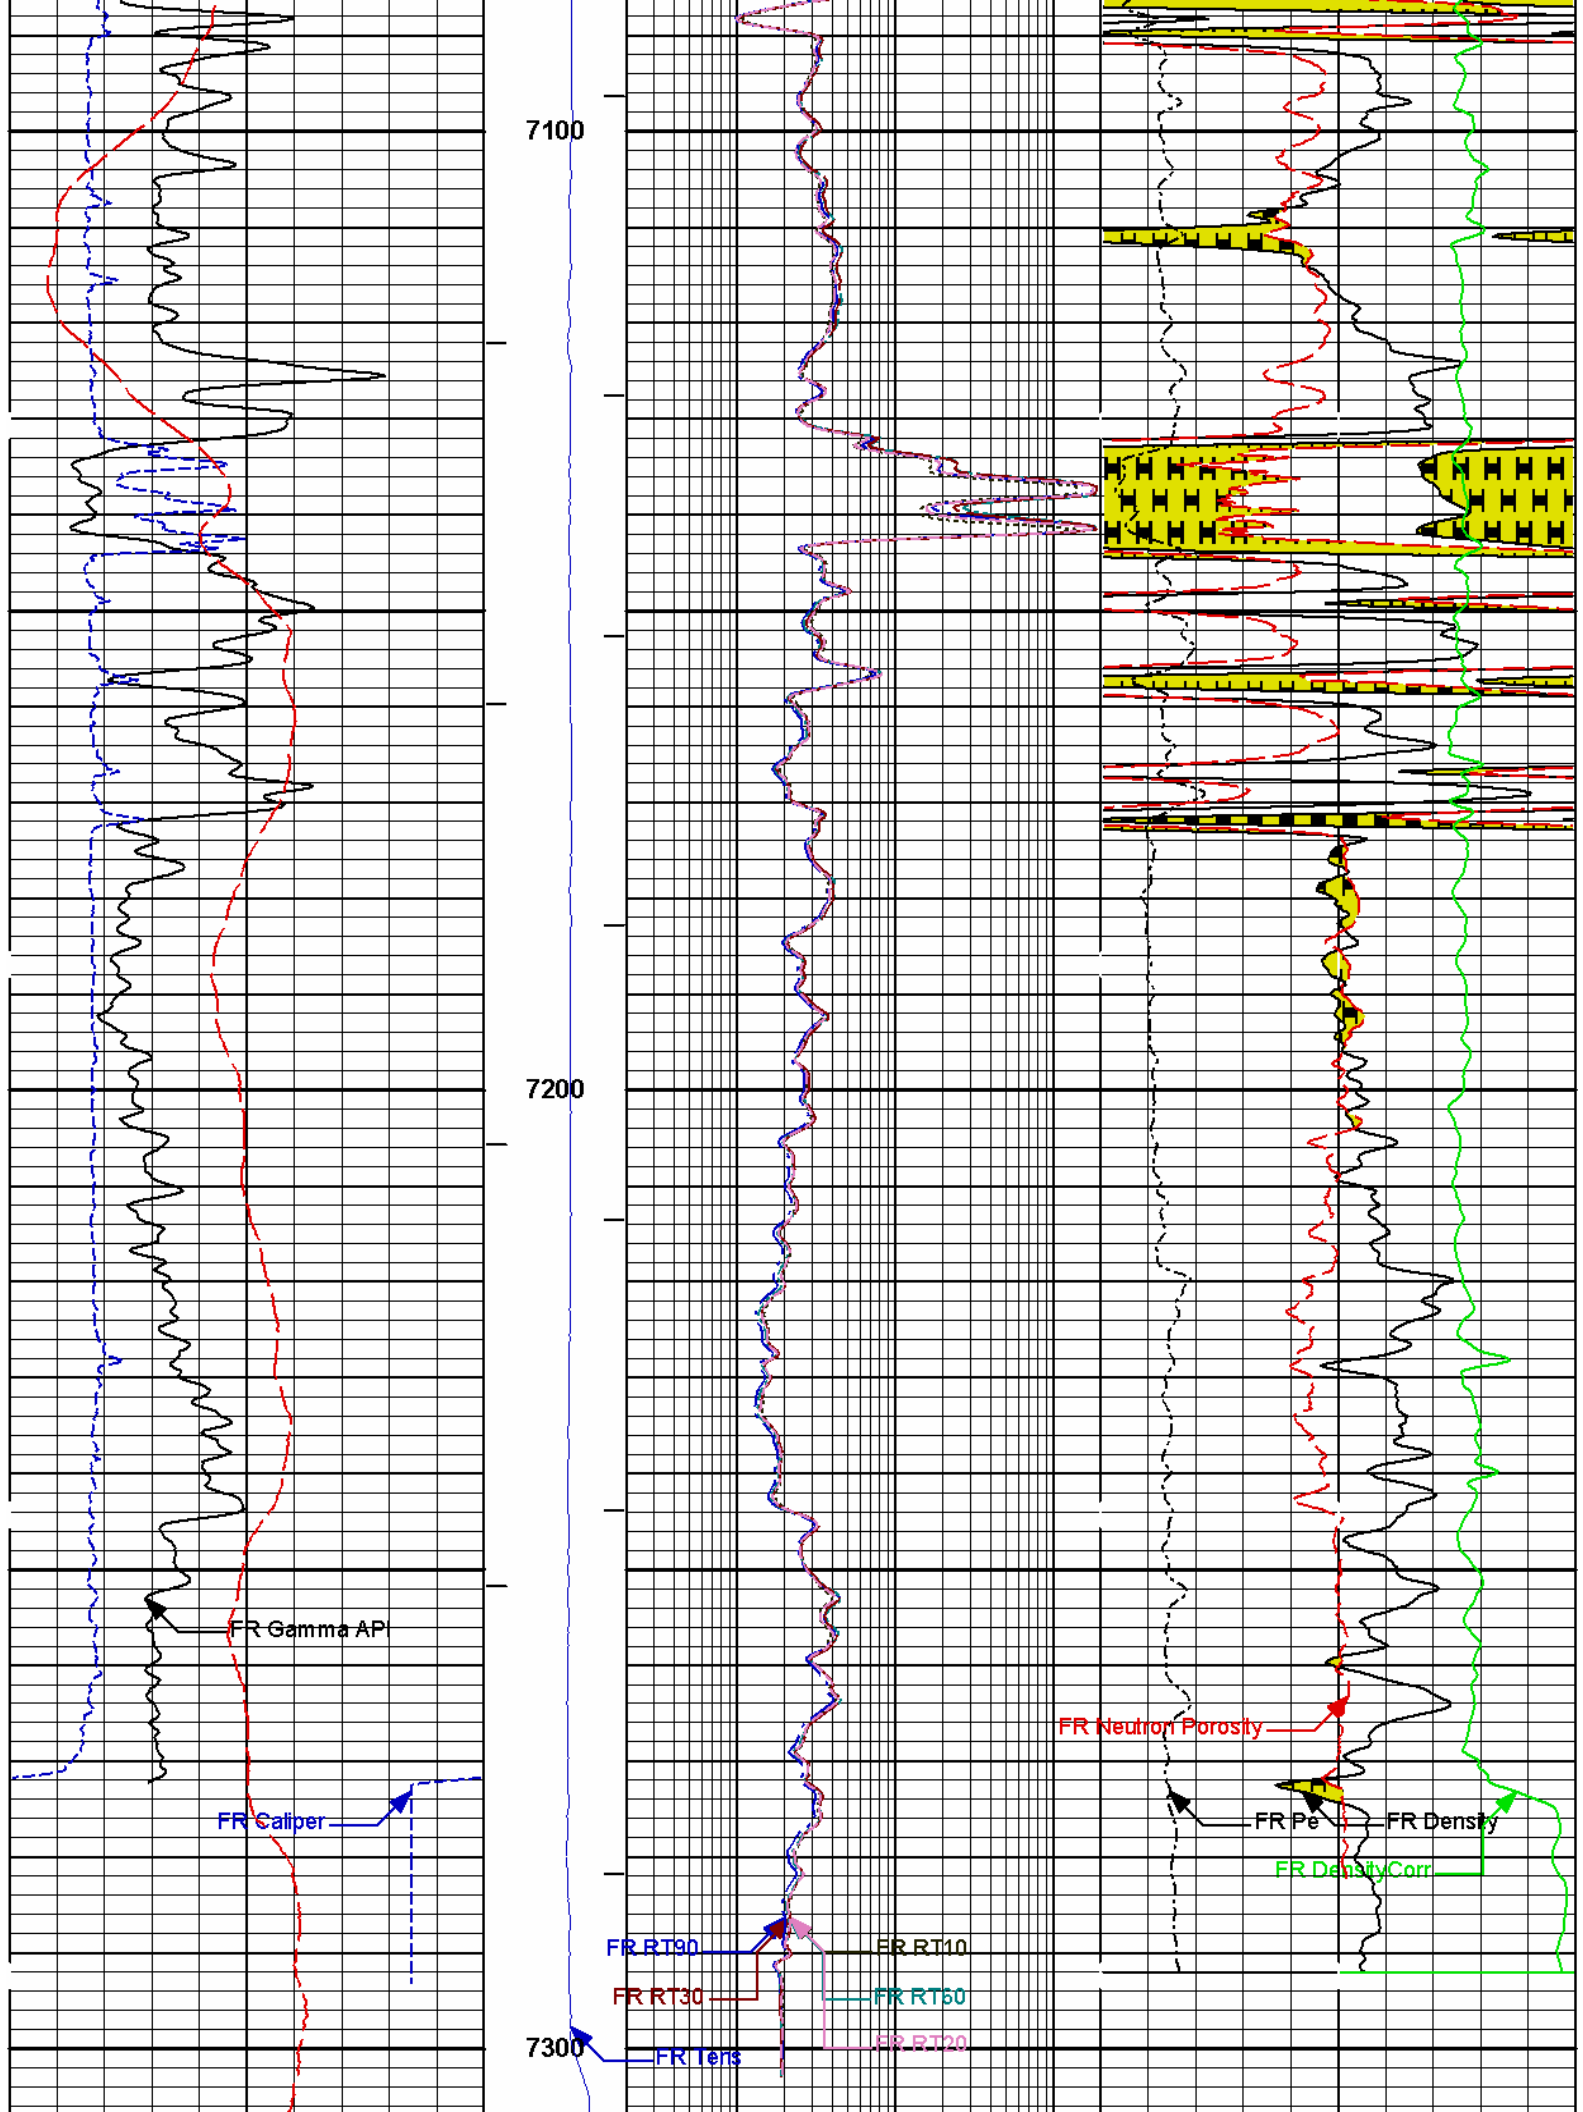 7100
7200
FR Gamma API
FR Neutron Porosity
FR Caliper
FR Pe
FR Density
FR DensityCorr
FR RT90
FR RT10
FR RT30
FR RT60
FR RT20
7300
FR Tens